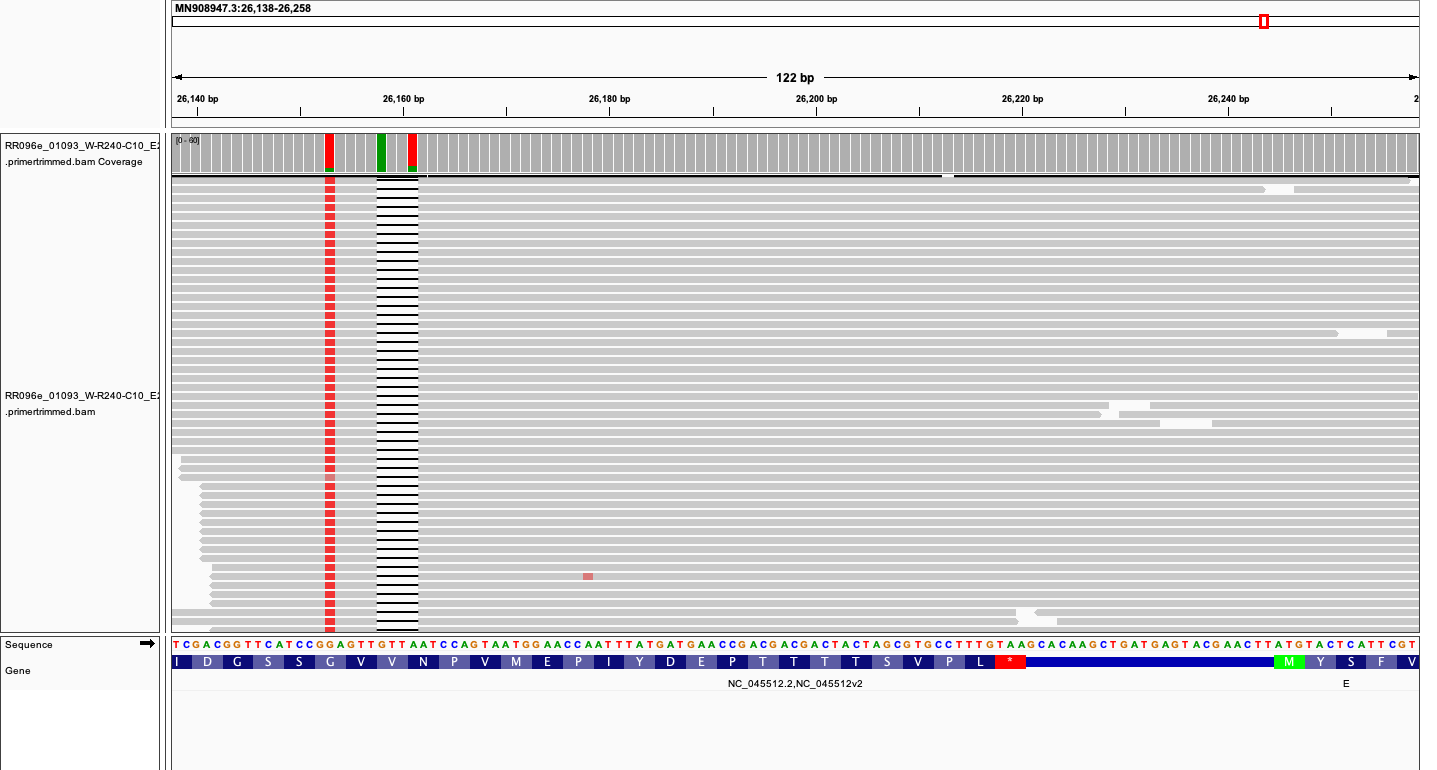 MN908947.3:26,138-26,258
122 bp
26,140 bp 26,160 bp 26,180 bp 26,200 bp 26,220 bp 26,240 bp 2
[0 - 60]
RR096e_01093_W-R240-C10_E2
.primertrimmed.bam Coverage
RR096e_01093_W-R240-C10_E2
.primertrimmed.bam
Sequence
T C G A C G G T T C A T C C G G A G T T G T T A A T C C A G T A A T G G A A C C A A T T T A T G A T G A A C C G A C G A C G A C T A C T A G C G T G C C T T T G T A A G C A C A A G C T G A T G A G T A C G A A C T T A T G T A C T C A T T C G T
Gene
I D G S S G V V N P V M E P I Y D E P T T T T S V P L * M Y S F V
NC_045512.2,NC_045512v2 E